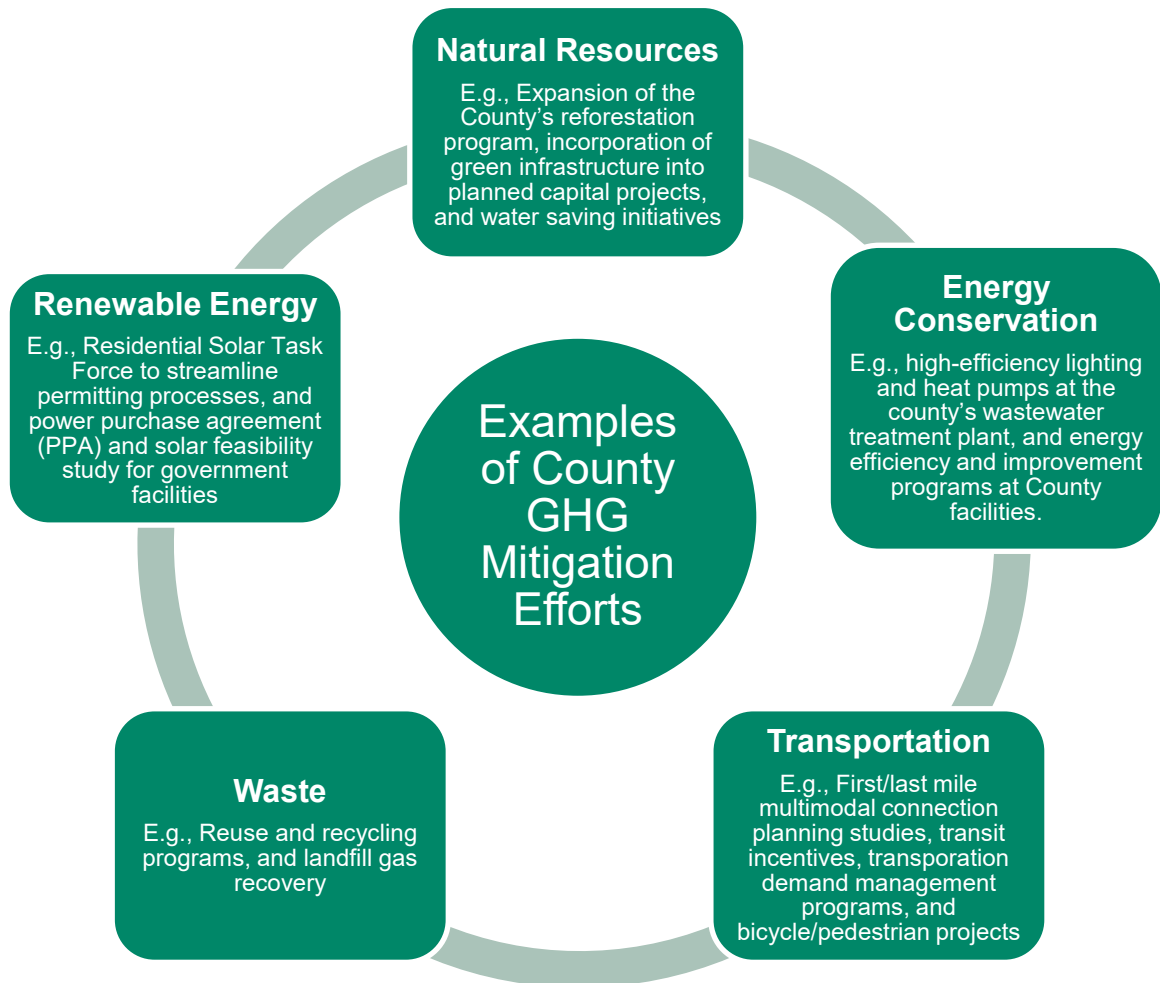 Natural Resources
E.g., Expansion of the
County’s reforestation
program, incorporation of
green infrastructure into
planned capital projects,
and water saving initiatives
Energy
Conservation
E.g., high-efficiency lighting
and heat pumps at the
county’s wastewater
treatment plant, and energy
efficiency and improvement
programs at County
facilities.
Transportation
E.g., First/last mile
multimodal connection
planning studies, transit
incentives, transporation
demand management
programs, and
bicycle/pedestrian projects
Waste
E.g., Reuse and recycling
programs, and landfill gas
recovery
Renewable Energy
E.g., Residential Solar Task
Force to streamline
permitting processes, and
power purchase agreement
(PPA) and solar feasibility
study for government
facilities
Examples
of County
GHG
Mitigation
Efforts